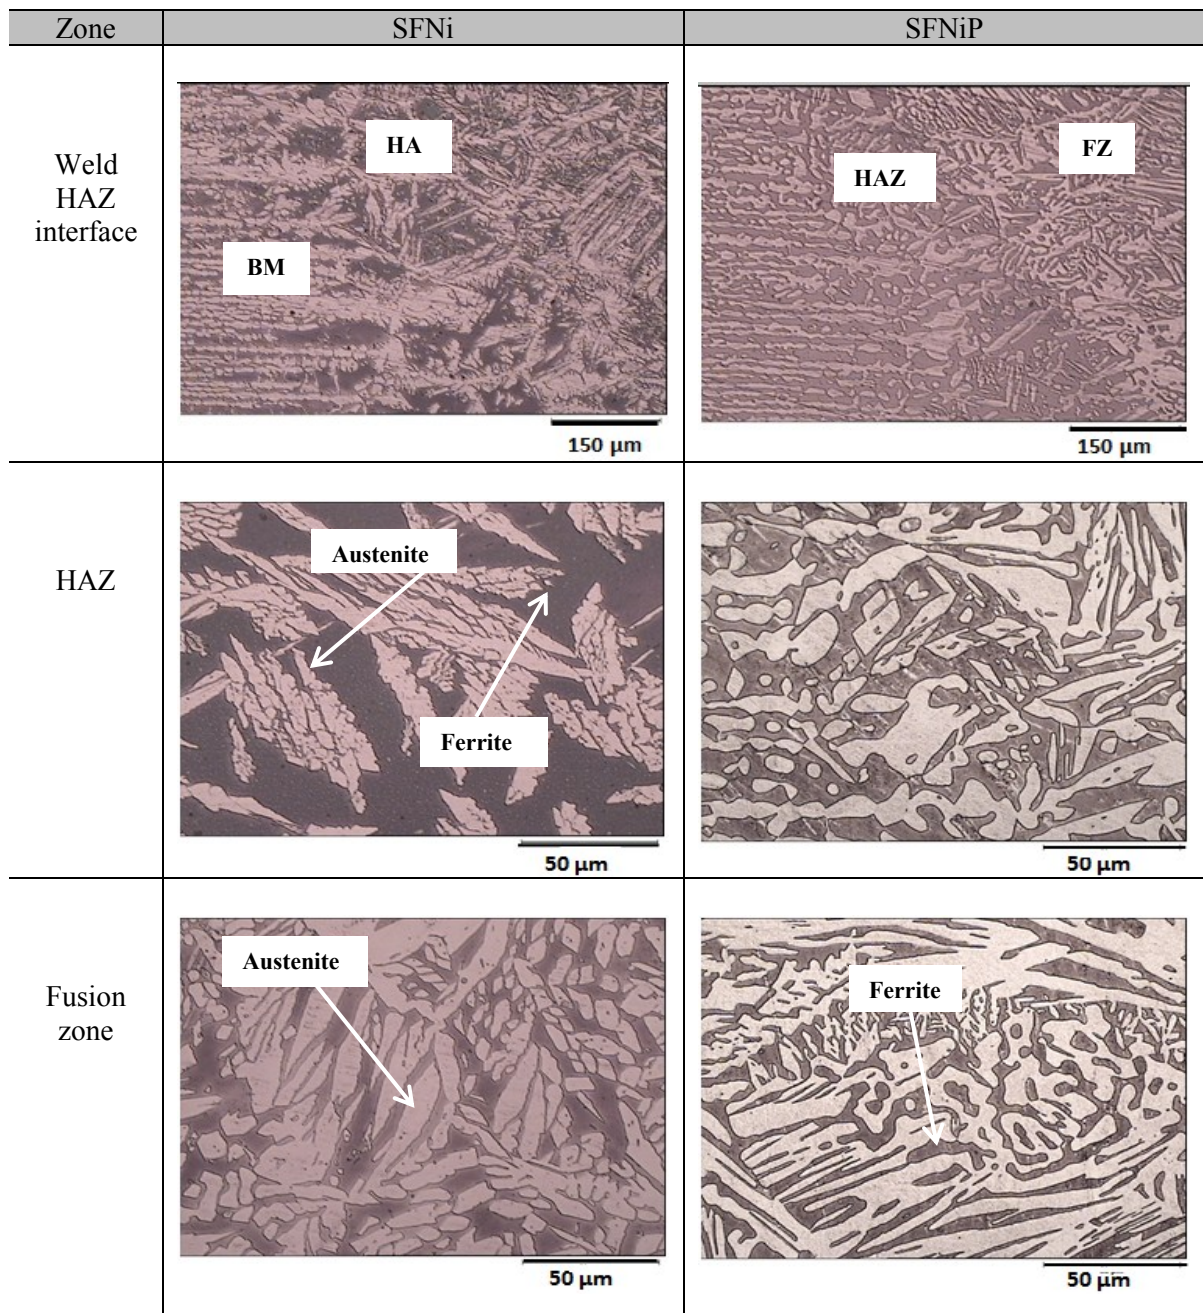 Zone SFNi SFNiP
Weld
HAZ
interface
HA
BM
HAZ
FZ
150 µm
150 µm
HAZ
Austenite
Ferrite
50 µm
50 µm
Fusion
zone
Austenite
Ferrite
50 µm
50 µm